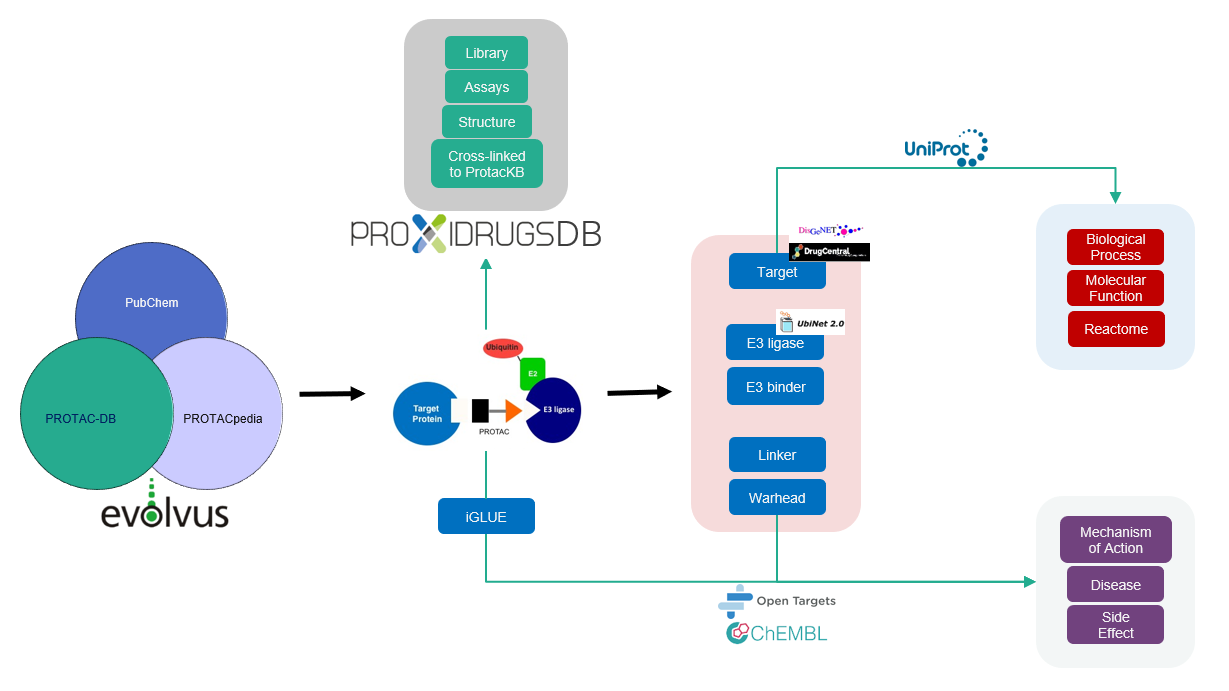 Library
Assays
Structure
Cross-linked
to ProtacKB
PROXIDRUGSDB
PubChem
PROTAC-DB
PROTACpedia
evolvus
Ubiquitin
E2
Target
Protein
E3 ligase
PROTAC
iGLUE
DisGeNET
DrugCentral
Target
UbiNet 2.0
E3 ligase
E3 binder
Linker
Warhead
UniProt
Biological
Process
Molecular
Function
Reactome
Open Targets
ChEMBL
Mechanism
of Action
Disease
Side
Effect